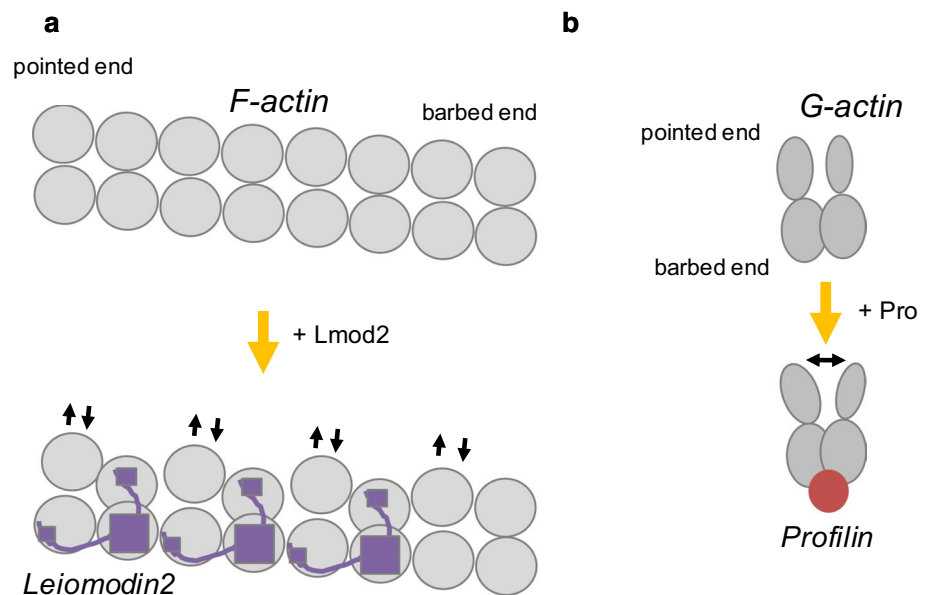 a
pointed end
F-actin
barbed end
+ Lmod2
Leiomodin2
b
G-actin
pointed end
barbed end
+ Pro
Profilin